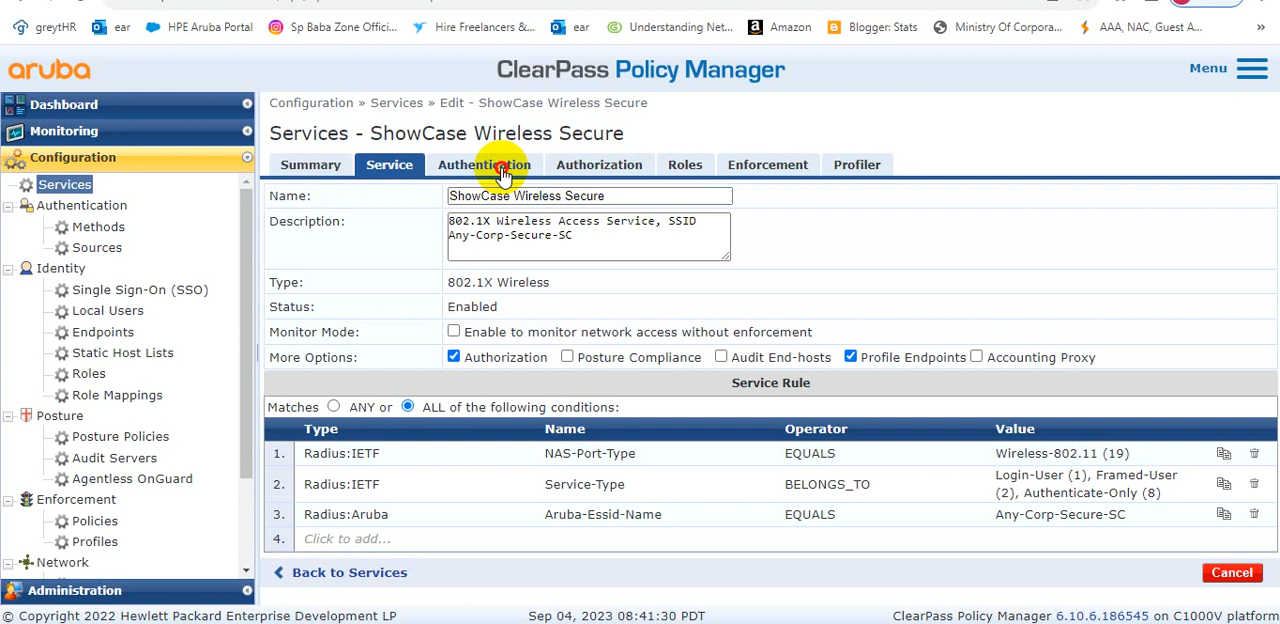 greytHR ear HPE Aruba Portal Sp Baba Zone Offici... Hire Freelancers &... ear Understanding Net... Amazon Blogger: Stats Ministry Of Corpora... AAA, NAC, Guest A... »
aruba ClearPass Policy Manager Menu
Dashboard
Monitoring
Configuration
Services
Authentication
Methods
Sources
Identity
Single Sign-On (SSO)
Local Users
Endpoints
Static Host Lists
Roles
Role Mappings
Posture
Posture Policies
Audit Servers
Agentless OnGuard
Enforcement
Policies
Profiles
Network
Administration
Configuration » Services » Edit - ShowCase Wireless Secure
Services - ShowCase Wireless Secure
Summary Service Authentication Authorization Roles Enforcement Profiler
Name: ShowCase Wireless Secure
Description: 802.1X Wireless Access Service, SSID
Any-Corp-Secure-SC
Type: 802.1X Wireless
Status: Enabled
Monitor Mode: Enable to monitor network access without enforcement
More Options: Authorization Posture Compliance Audit End-hosts Profile Endpoints Accounting Proxy
Service Rule
Matches ANY or ALL of the following conditions:
Type Name Operator Value
1. Radius:IETF NAS-Port-Type EQUALS Wireless-802.11 (19)
2. Radius:IETF Service-Type BELONGS_TO Login-User (1), Framed-User
(2), Authenticate-Only (8)
3. Radius:Aruba Aruba-Essid-Name EQUALS Any-Corp-Secure-SC
4. Click to add...
Back to Services Cancel
© Copyright 2022 Hewlett Packard Enterprise Development LP Sep 04, 2023 08:41:30 PDT ClearPass Policy Manager 6.10.6.186545 on C1000V platform